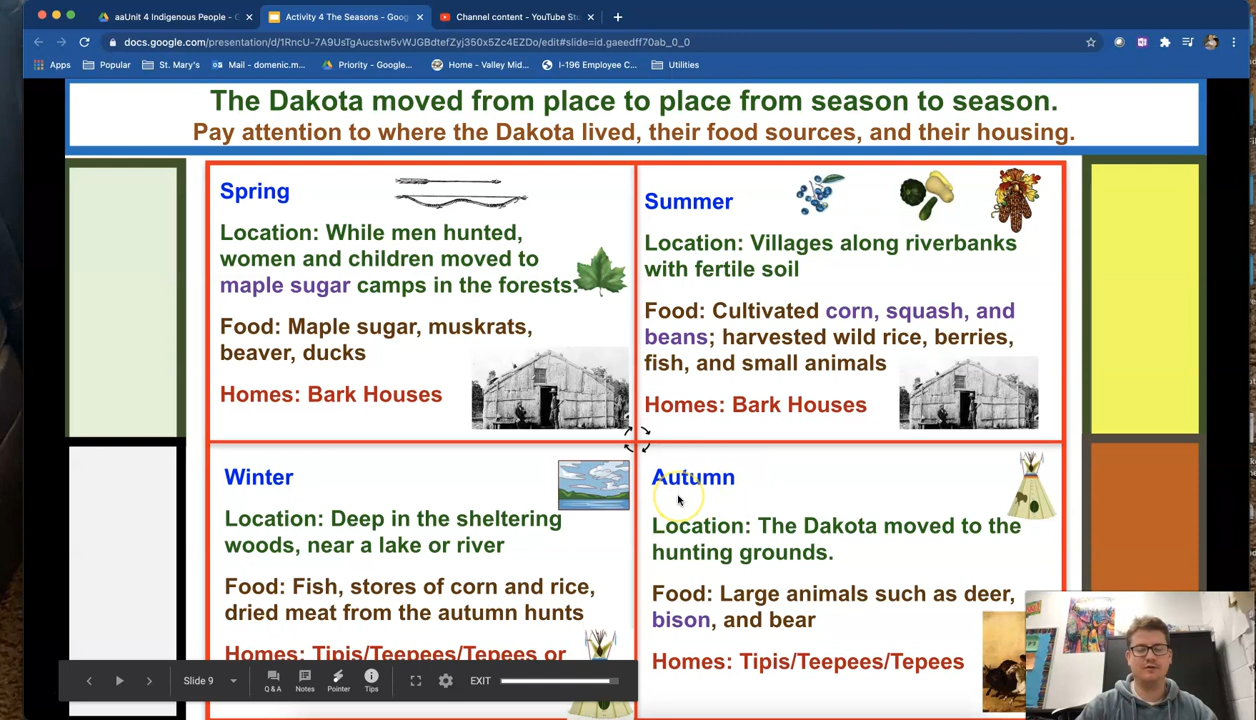 aaUnit 4 Indigenous People - G
Activity 4 The Seasons - Goog
Channel content - YouTube Stu
docs.google.com/presentation/d/1RncU-7A9UsTgAucstw5vWJGBdtefZyj350x5Zc4EZDo/edit#slide=id.gaeedff70ab_0_0
Apps Popular St. Mary's Mail - domenic.m... Priority - Google... Home - Valley Mid... I-196 Employee C... Utilities
The Dakota moved from place to place from season to season.
Pay attention to where the Dakota lived, their food sources, and their housing.
Spring
Location: While men hunted,
women and children moved to
maple sugar camps in the forests.
Food: Maple sugar, muskrats,
beaver, ducks
Homes: Bark Houses
Summer
Location: Villages along riverbanks
with fertile soil
Food: Cultivated corn, squash, and
beans; harvested wild rice, berries,
fish, and small animals
Homes: Bark Houses
Winter
Location: Deep in the sheltering
woods, near a lake or river
Food: Fish, stores of corn and rice,
dried meat from the autumn hunts
Homes: Tipis/Teepees/Tepees or
Autumn
Location: The Dakota moved to the
hunting grounds.
Food: Large animals such as deer,
bison, and bear
Homes: Tipis/Teepees/Tepees
Slide 9
Q & A Notes Pointer Tips EXIT